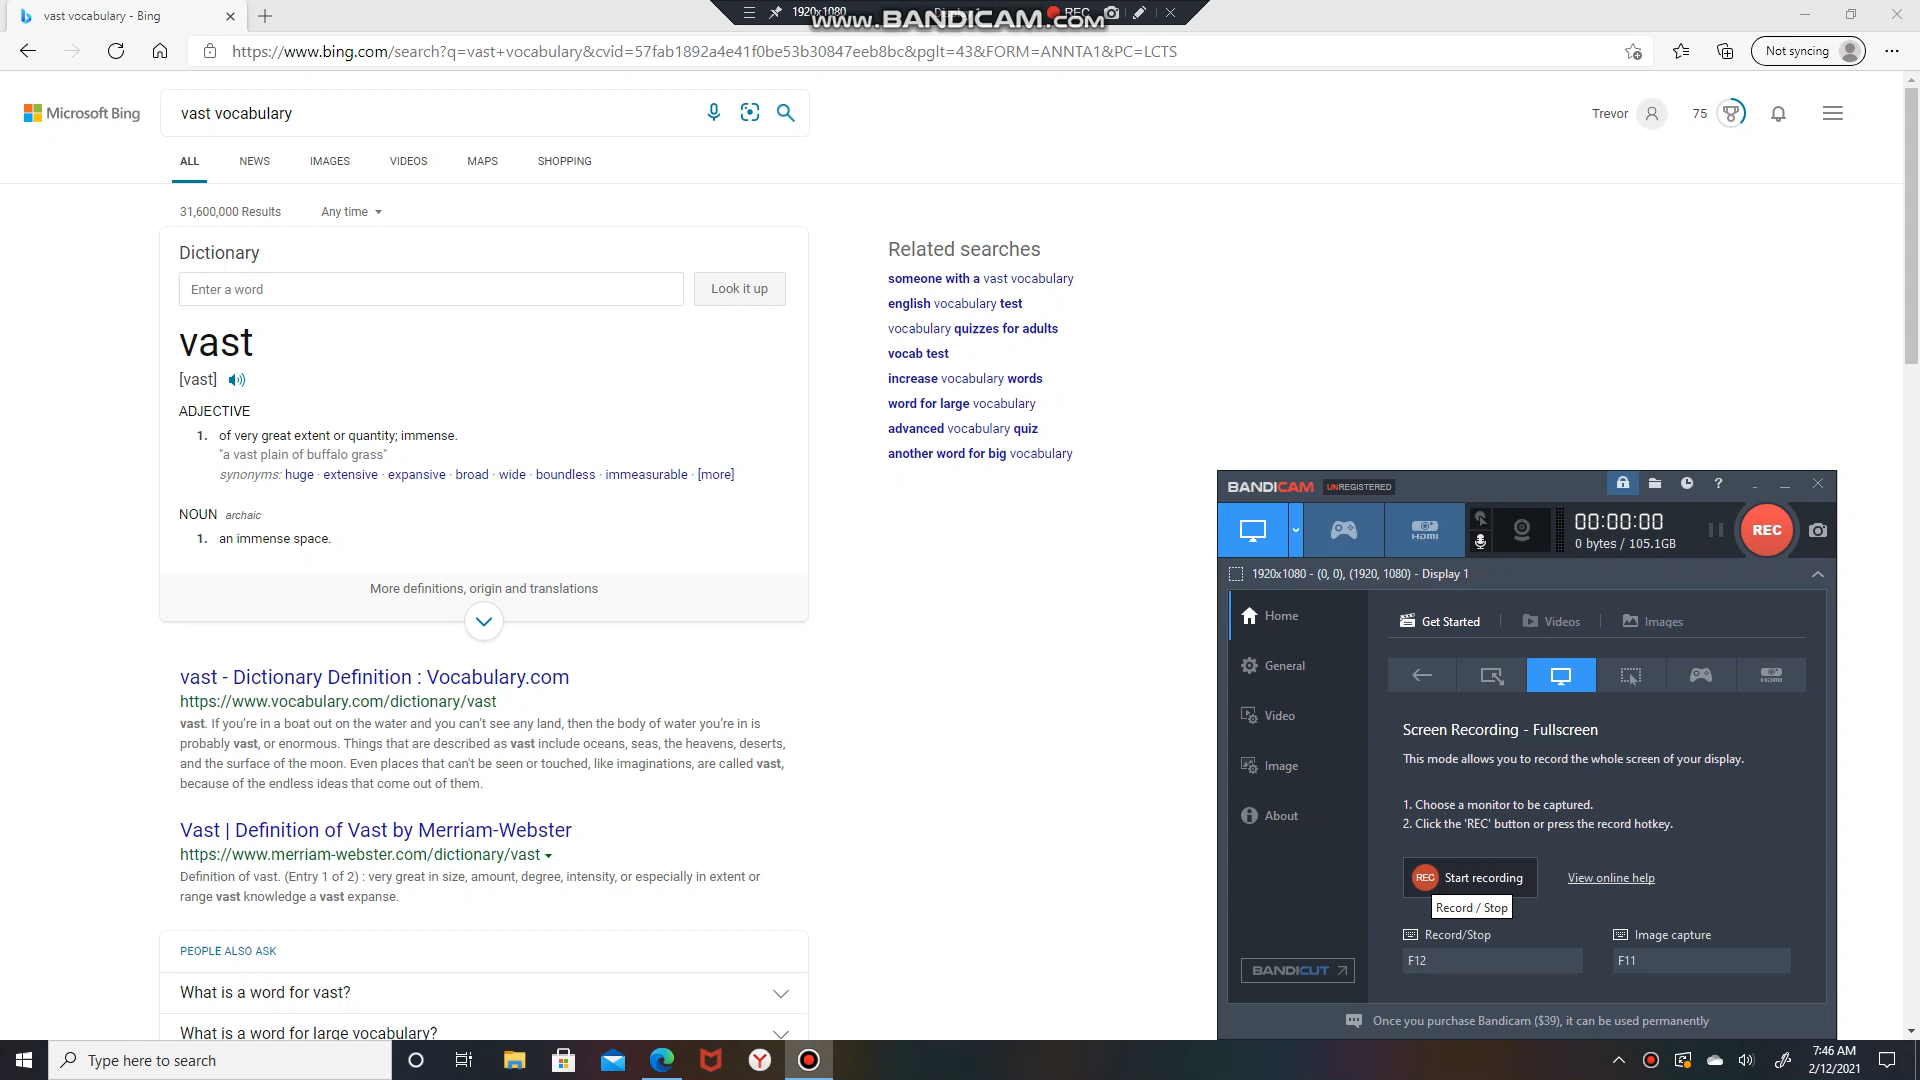 vast vocabulary - Bing
1920x1080
REC
www.BANDICAM.com
https://www.bing.com/search?q=vast+vocabulary&cvid=57fab1892a4e41f0be53b30847eeb8bc&pglt=43&FORM=ANNTA1&PC=LCTS
Not syncing
Microsoft Bing
vast vocabulary
Trevor
75
ALL NEWS IMAGES VIDEOS MAPS SHOPPING
31,600,000 Results Any time
Dictionary
Enter a word
Look it up
vast
[vast]
ADJECTIVE
1. of very great extent or quantity; immense.
"a vast plain of buffalo grass"
synonyms: huge · extensive · expansive · broad · wide · boundless · immeasurable · [more]
NOUN archaic
1. an immense space.
More definitions, origin and translations
vast - Dictionary Definition : Vocabulary.com
https://www.vocabulary.com/dictionary/vast
vast. If you're in a boat out on the water and you can't see any land, then the body of water you're in is
probably vast, or enormous. Things that are described as vast include oceans, seas, the heavens, deserts,
and the surface of the moon. Even places that can't be seen or touched, like imaginations, are called vast,
because of the endless ideas that come out of them.
Vast | Definition of Vast by Merriam-Webster
https://www.merriam-webster.com/dictionary/vast
Definition of vast. (Entry 1 of 2) : very great in size, amount, degree, intensity, or especially in extent or
range vast knowledge a vast expanse.
PEOPLE ALSO ASK
What is a word for vast?
What is a word for large vocabulary?
Related searches
someone with a vast vocabulary
english vocabulary test
vocabulary quizzes for adults
vocab test
increase vocabulary words
word for large vocabulary
advanced vocabulary quiz
another word for big vocabulary
BANDICAM UNREGISTERED
HDMI
00:00:00
0 bytes / 105.1GB
REC
1920x1080 - (0, 0), (1920, 1080) - Display 1
Home
General
Video
Image
About
BANDICUT
Get Started Videos Images
HDMI
Screen Recording - Fullscreen
This mode allows you to record the whole screen of your display.
1. Choose a monitor to be captured.
2. Click the 'REC' button or press the record hotkey.
REC Start recording
View online help
Record / Stop
Record/Stop
F12
Image capture
F11
Once you purchase Bandicam ($39), it can be used permanently
Type here to search
7:46 AM
2/12/2021